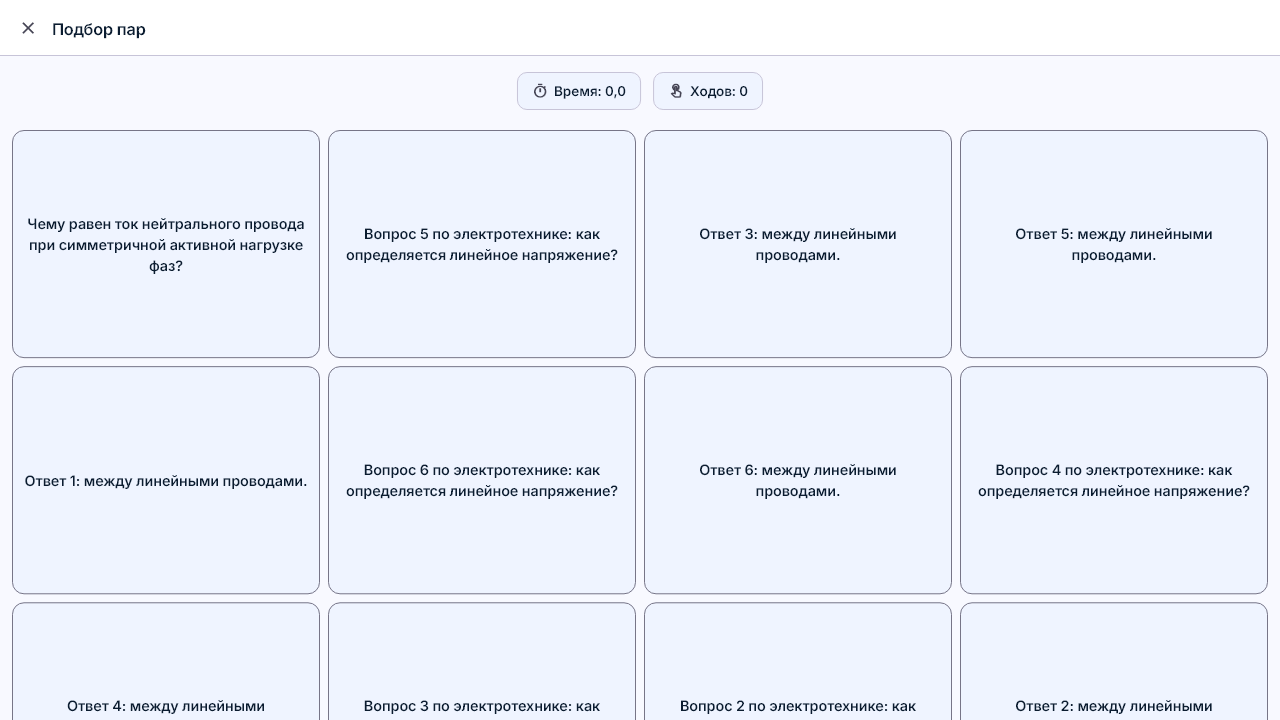 Подбор пар
Время: 0,0
Ходов: 0
Чему равен ток нейтрального провода
при симметричной активной нагрузке
фаз?
Вопрос 5 по электротехнике: как
определяется линейное напряжение?
Ответ 3: между линейными
проводами.
Ответ 5: между линейными
проводами.
Ответ 1: между линейными проводами.
Вопрос 6 по электротехнике: как
определяется линейное напряжение?
Ответ 6: между линейными
проводами.
Вопрос 4 по электротехнике: как
определяется линейное напряжение?
Ответ 4: между линейными
Вопрос 3 по электротехнике: как
Вопрос 2 по электротехнике: как
Ответ 2: между линейными